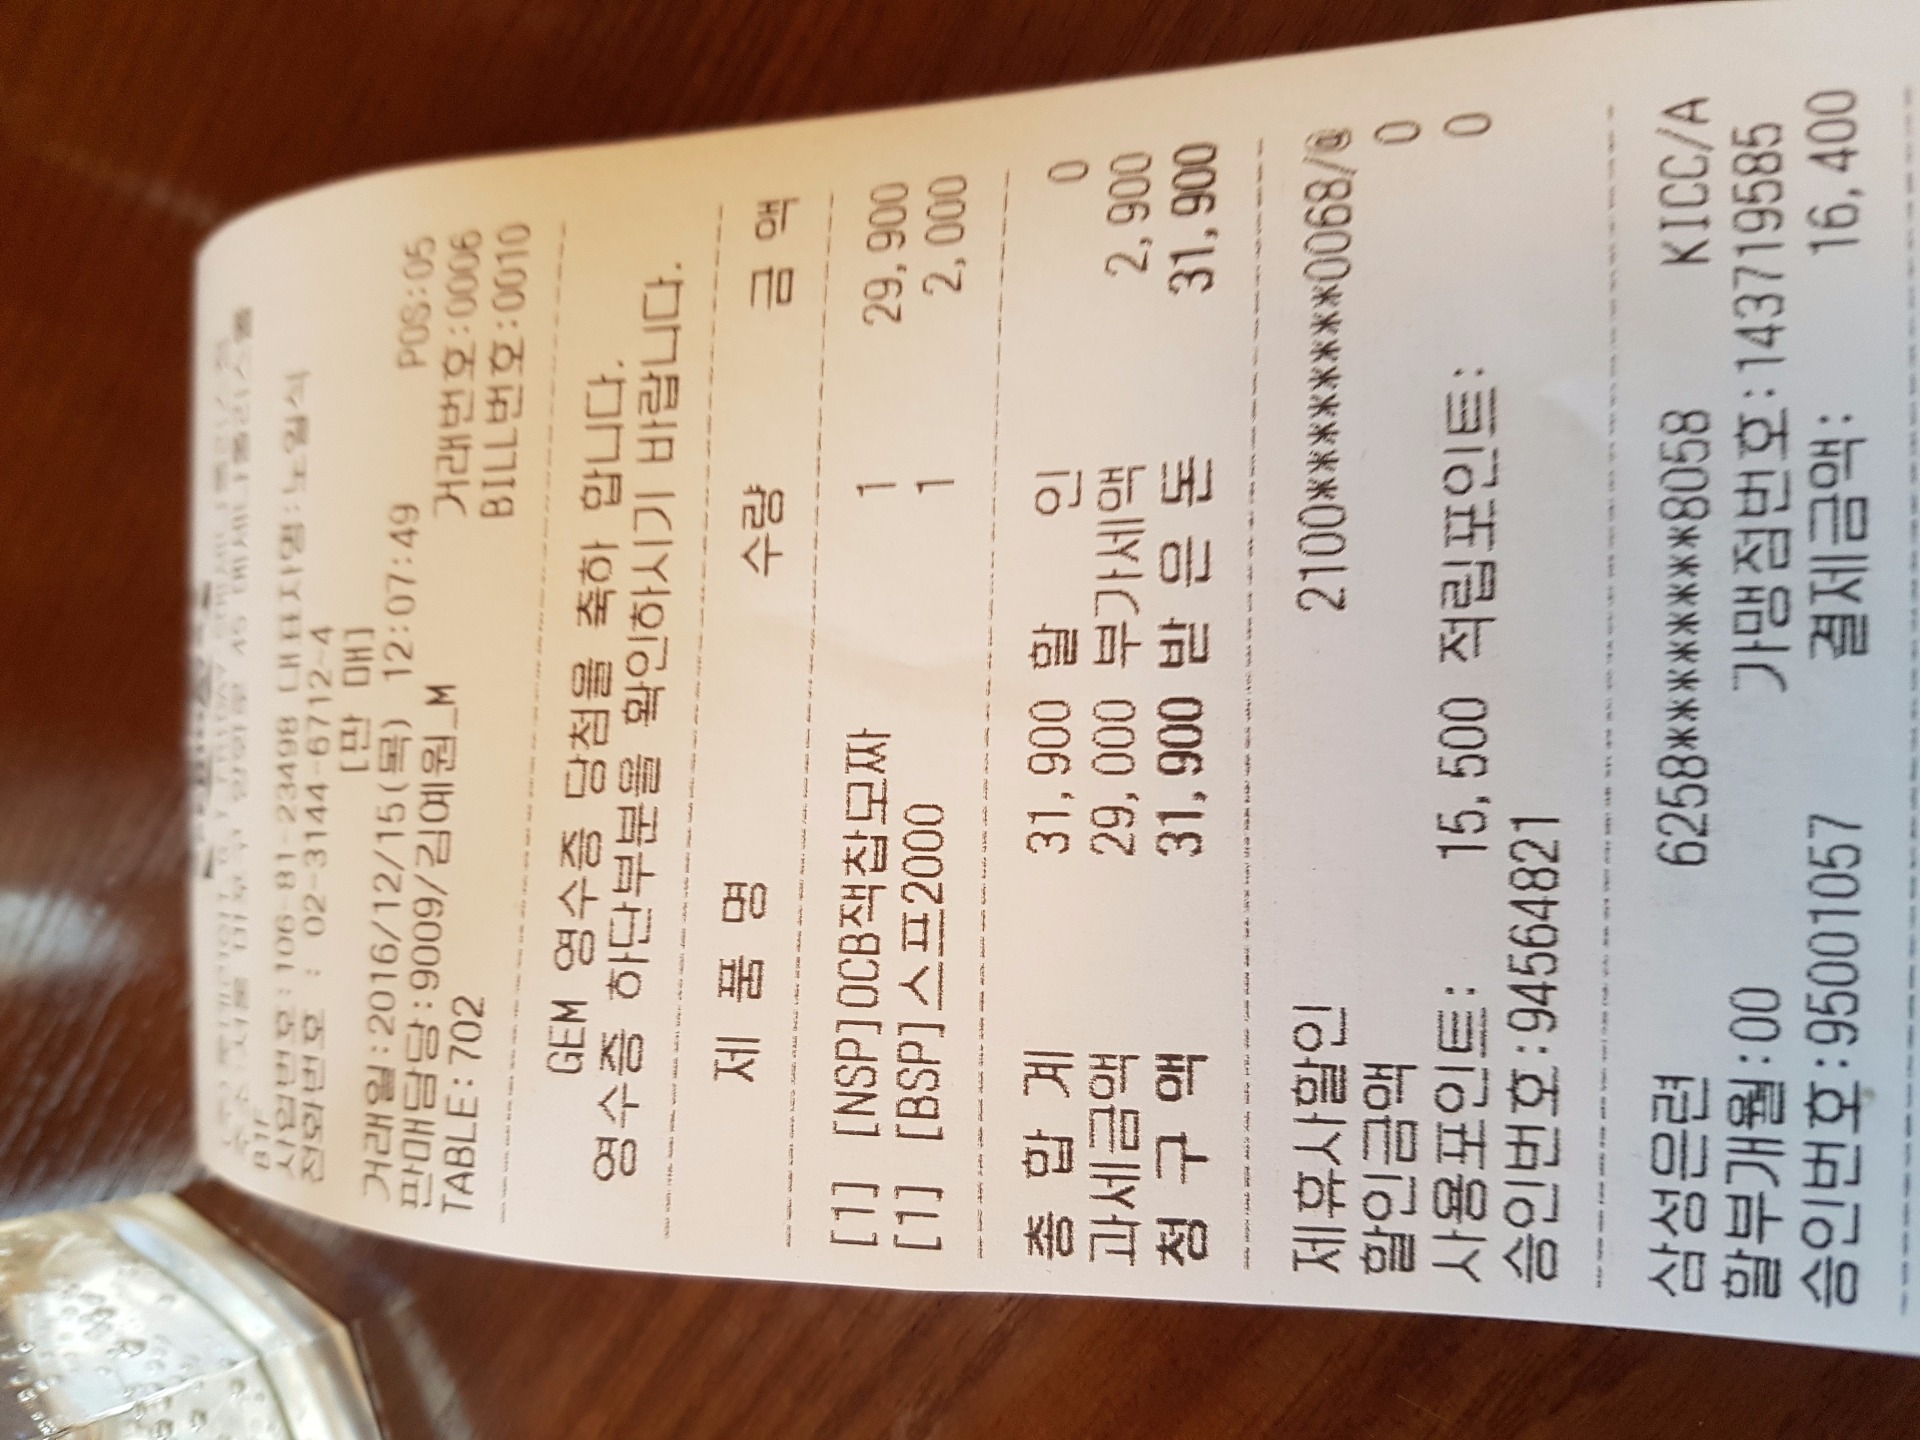 사업번호:106-81-23498 대표자명:노일식
전화번호 : 02-3144-6712-4
[판 매]
거래일:2016/12/15(목) 12:07:49 POS:05
판매담당:9009/김예원_M 거래번호:0006
TABLE:702 BILL번호:0010
GEM 영수증 당첨을 축하 합니다.
영수증 하단부분을 확인하시기 바랍니다.
제 품 명 수량 금 액
[1] [NSP]OCB잭찹모짜 1 29,900
[1] [BSP]스프2000 1 2,000
총 합 계 31,900 할 인 0
과세금액 29,000 부가세액 2,900
청 구 액 31,900 받 은 돈 31,900
제휴사할인 2100**********0068/@
할인금액 0
사용포인트: 15,500 적립포인트: 0
승인번호:94564821
삼성은련 6258********8058 KICC/A
할부개월:00 가맹점번호:143719585
승인번호:95001057 결제금액: 16,400